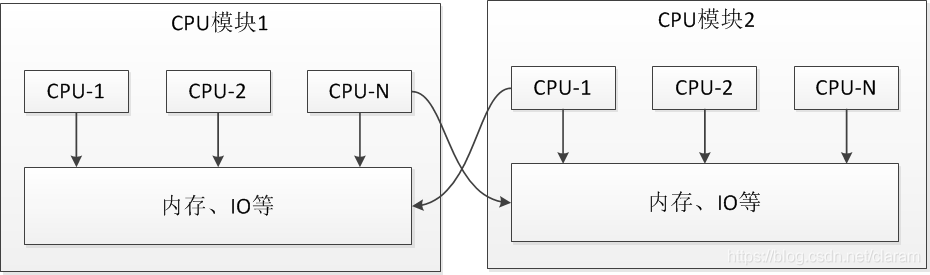 CPU模块1
CPU模块2
CPU-1
CPU-2
CPU-N
CPU-1
CPU-2
CPU-N
内存、IO等
内存、IO等
https://blog.csdn.net/claram